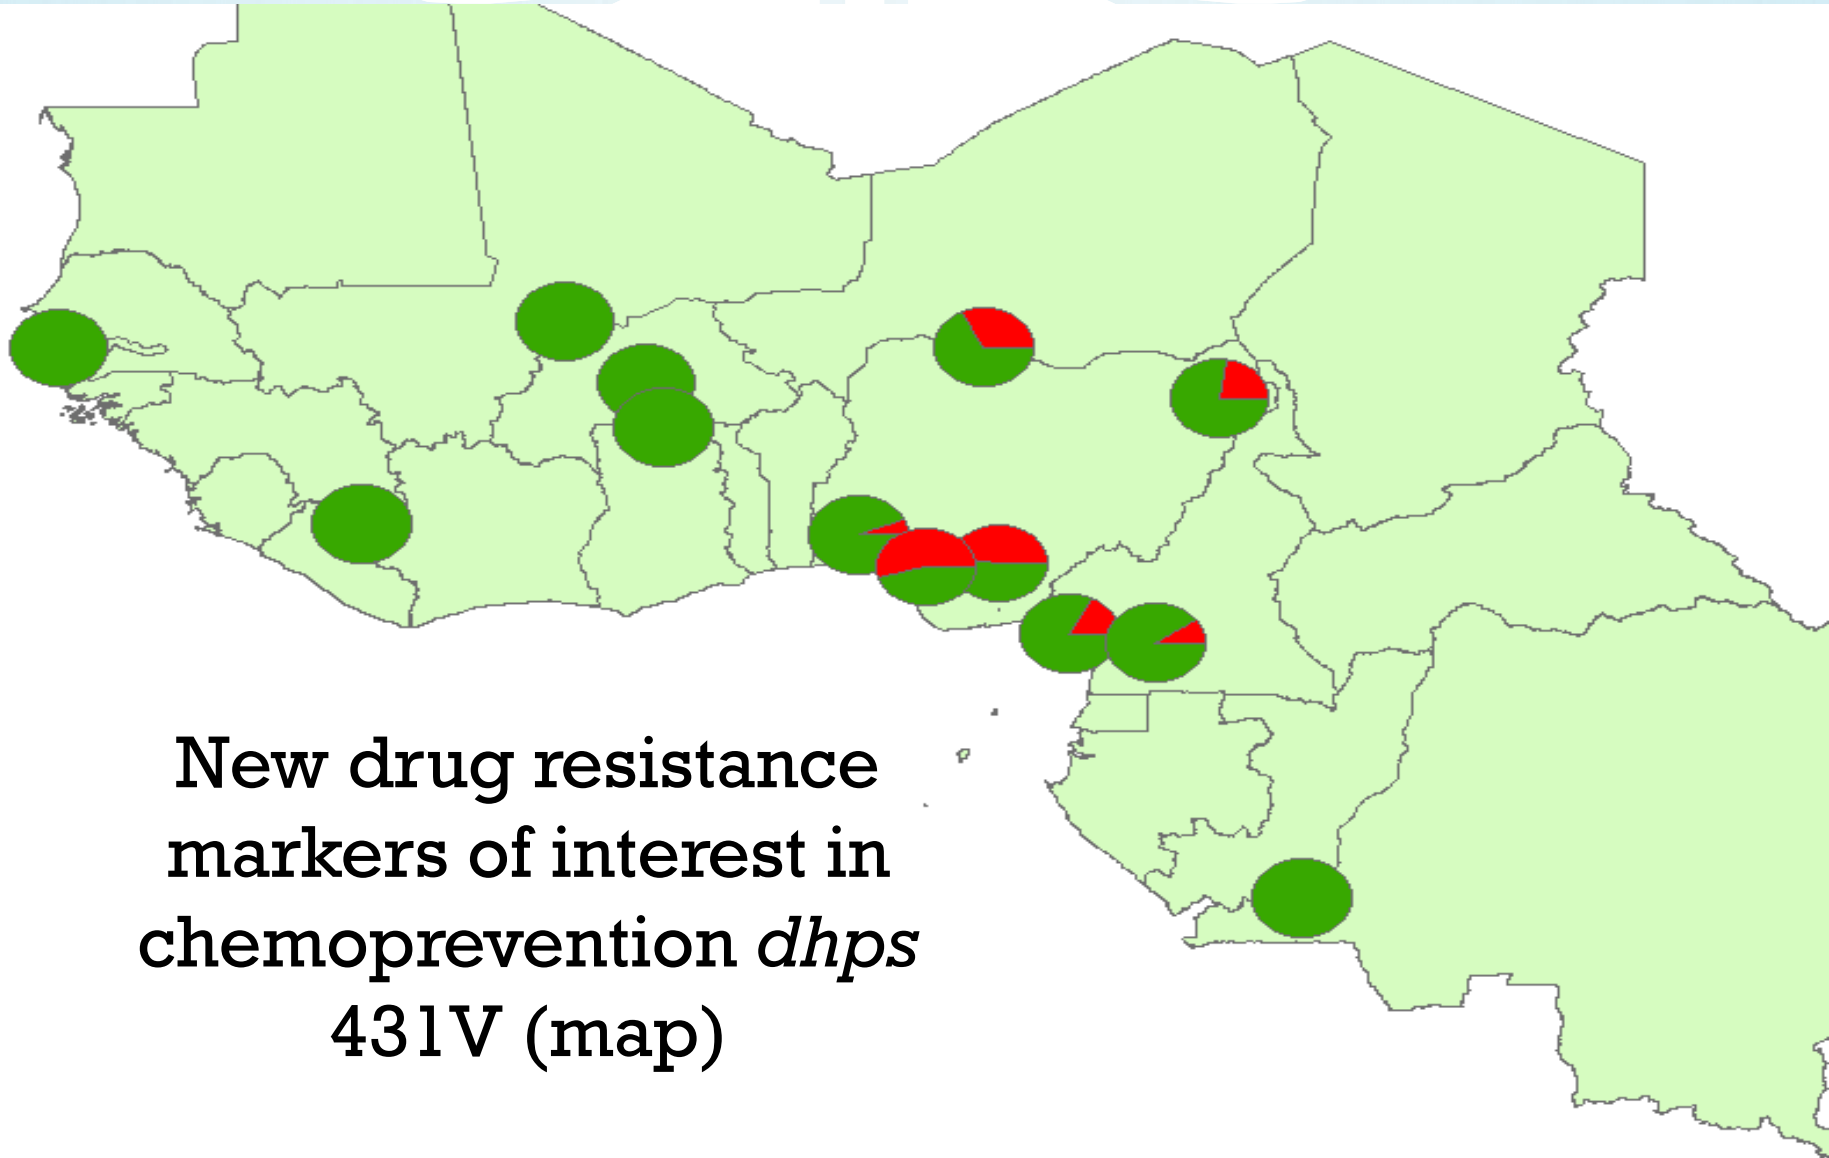 New drug resistance
markers of interest in
chemoprevention dhps
431V (map)